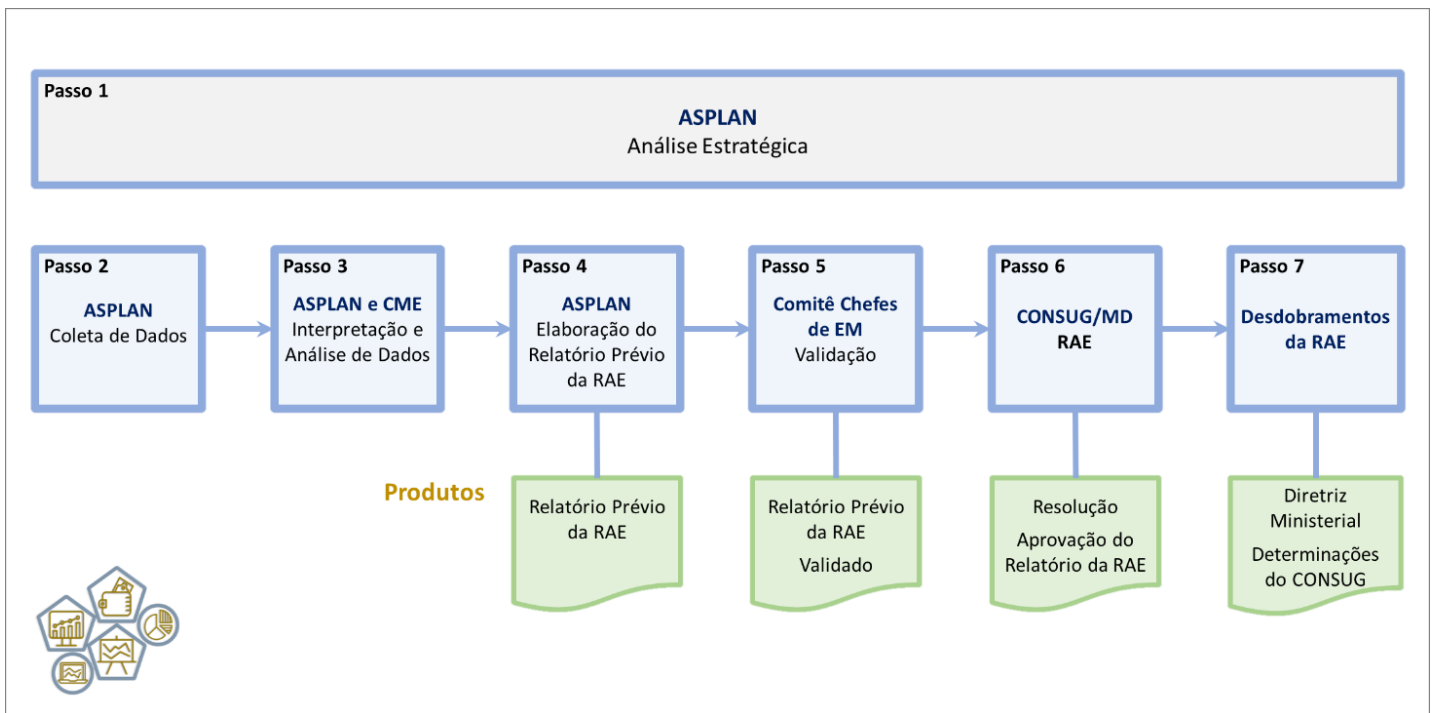 Passo 1
ASPLAN
Análise Estratégica
Passo 2
ASPLAN
Coleta de Dados
Passo 3
ASPLAN e CME
Interpretação e
Análise de Dados
Passo 4
ASPLAN
Elaboração do
Relatório Prévio
da RAE
Passo 5
Comitê Chefes
de EM
Validação
Passo 6
CONSUG/MD
RAE
Passo 7
Desdobramentos
da RAE
Produtos
Relatório Prévio
da RAE
Relatório Prévio
da RAE
Validado
Resolução
Aprovação do
Relatório da RAE
Diretriz
Ministerial
Determinações
do CONSUG